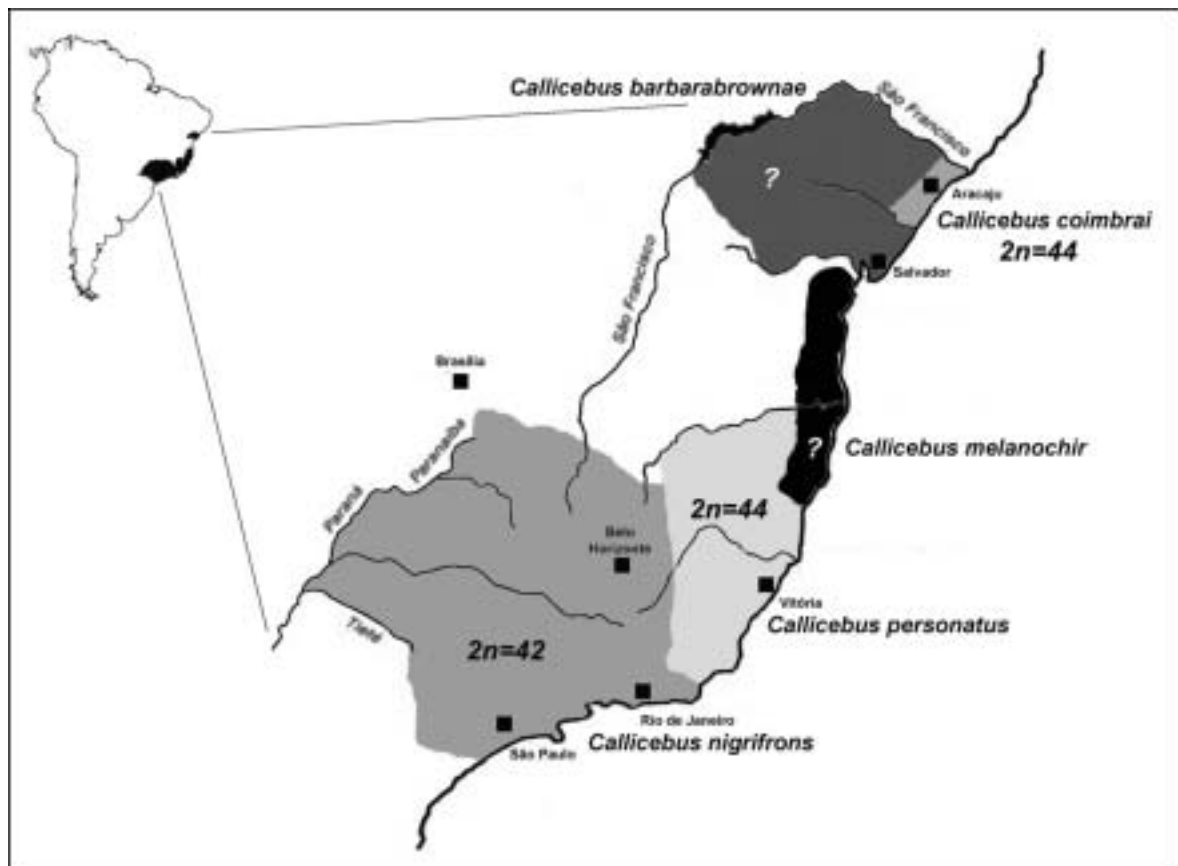 Callicebus barbarabrownae
São Francisco
?
Aracaju
Callicebus coimbrai
2n=44
Salvador
São Francisco
Brasília
Paranaíba
Paraná
?
Callicebus melanochir
2n=44
Belo
Horizonte
Vitória
Callicebus personatus
Tietê
2n=42
Rio de Janeiro
São Paulo
Callicebus nigrifrons